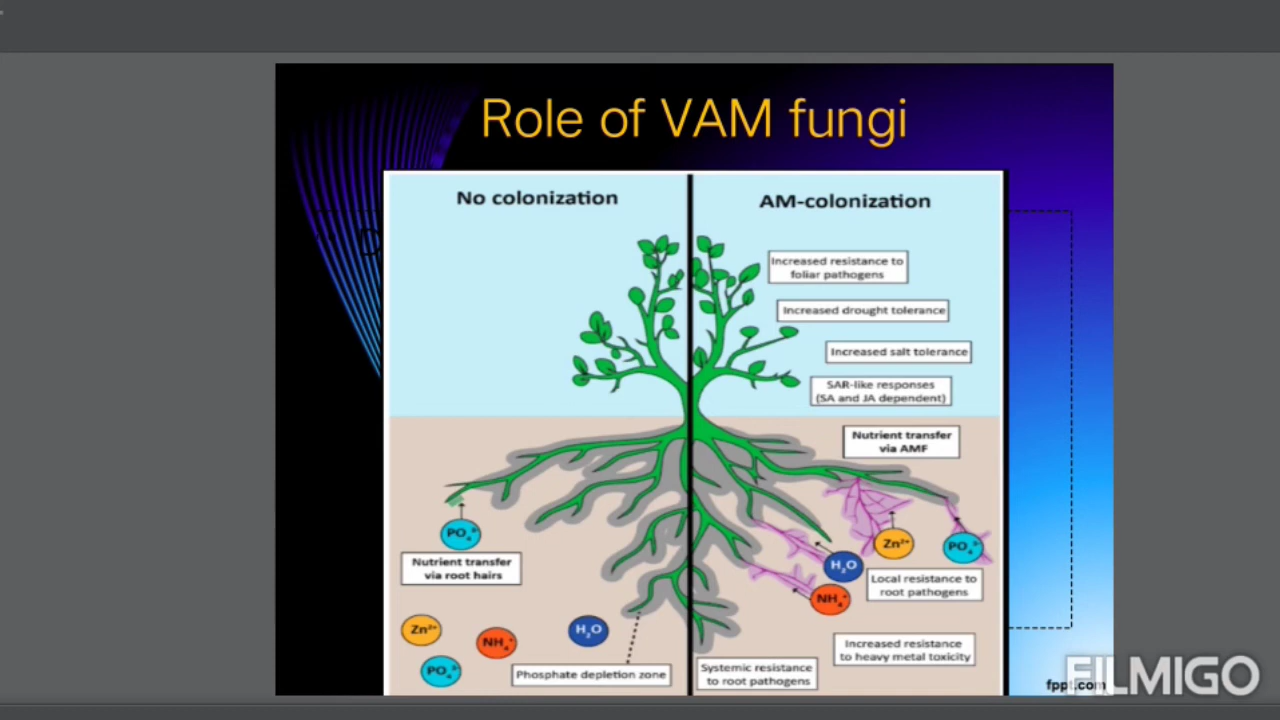 Role of VAM fungi
No colonization
AM-colonization
Increased resistance to
foliar pathogens
Increased drought tolerance
Increased salt tolerance
SAR-like responses
(SA and JA dependent)
Nutrient transfer
via AMF
PO₄³⁻
Nutrient transfer
via root hairs
Zn²⁺
PO₄³⁻
H₂O
NH₄⁺
Local resistance to
root pathogens
Zn²⁺
NH₄⁺
H₂O
PO₄³⁻
Phosphate depletion zone
Increased resistance
to heavy metal toxicity
Systemic resistance
to root pathogens
fppt.com
FILMIGO